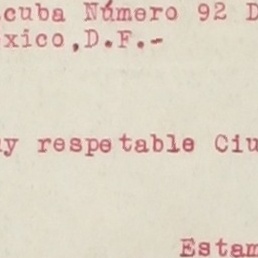 cuba Número 92 D
xico,D.F.-
y respetable Ciu
Estam